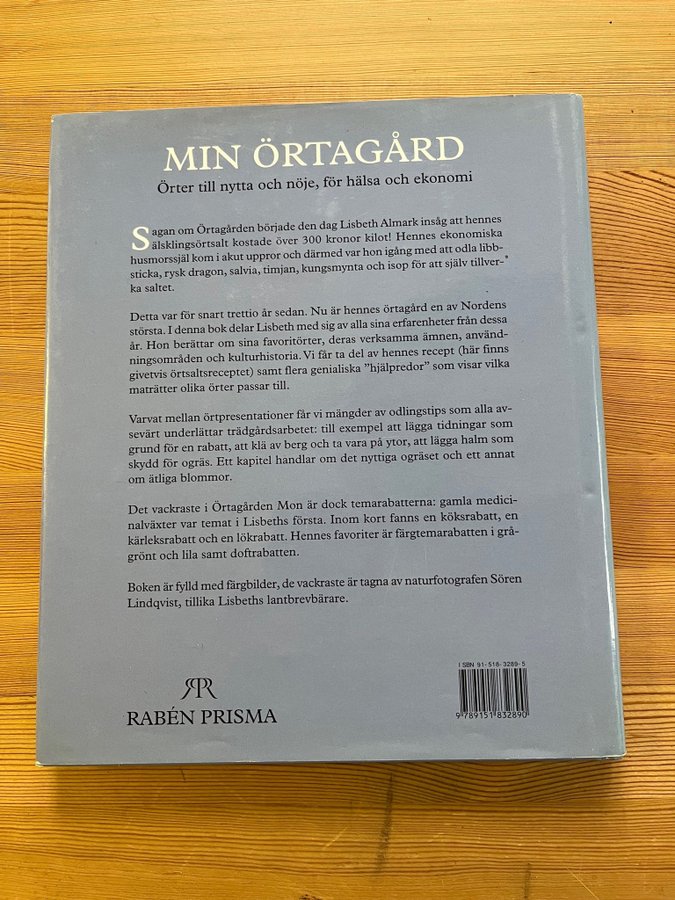 MIN ÖRTAGÅRD
Örter till nytta och nöje, för hälsa och ekonomi
Sagan om Örtagården började den dag Lisbeth Almark insåg att hennes
älsklingsörtsalt kostade över 300 kronor kilot! Hennes ekonomiska
husmorssjäl kom i akut uppror och därmed var hon igång med att odla libb-
sticka, rysk dragon, salvia, timjan, kungsmynta och isop för att själv tillver-
ka saltet.
Detta var för snart trettio år sedan. Nu är hennes örtagård en av Nordens
största. I denna bok delar Lisbeth med sig av alla sina erfarenheter från dessa
år. Hon berättar om sina favoritörter, deras verksamma ämnen, använd-
ningsområden och kulturhistoria. Vi får ta del av hennes recept (här finns
givetvis örtsaltsreceptet) samt flera genialiska ”hjälpredor” som visar vilka
maträtter olika örter passar till.
Varvat mellan örtpresentationer får vi mängder av odlingstips som alla av-
sevärt underlättar trädgårdsarbetet: till exempel att lägga tidningar som
grund för en rabatt, att klä av berg och ta vara på ytor, att lägga halm som
skydd för ogräs. Ett kapitel handlar om det nyttiga ogräset och ett annat
om ätliga blommor.
Det vackraste i Örtagården Mon är dock temarabatterna: gamla medici-
nalväxter var temat i Lisbeths första. Inom kort fanns en köksrabatt, en
kärleksrabatt och en lökrabatt. Hennes favoriter är färgtemarabatten i grå-
grönt och lila samt doftrabatten.
Boken är fylld med färgbilder, de vackraste är tagna av naturfotografen Sören
Lindqvist, tillika Lisbeths lantbrevbärare.
RABÉN PRISMA
ISBN 91-518-3289-5
9 789151 832890